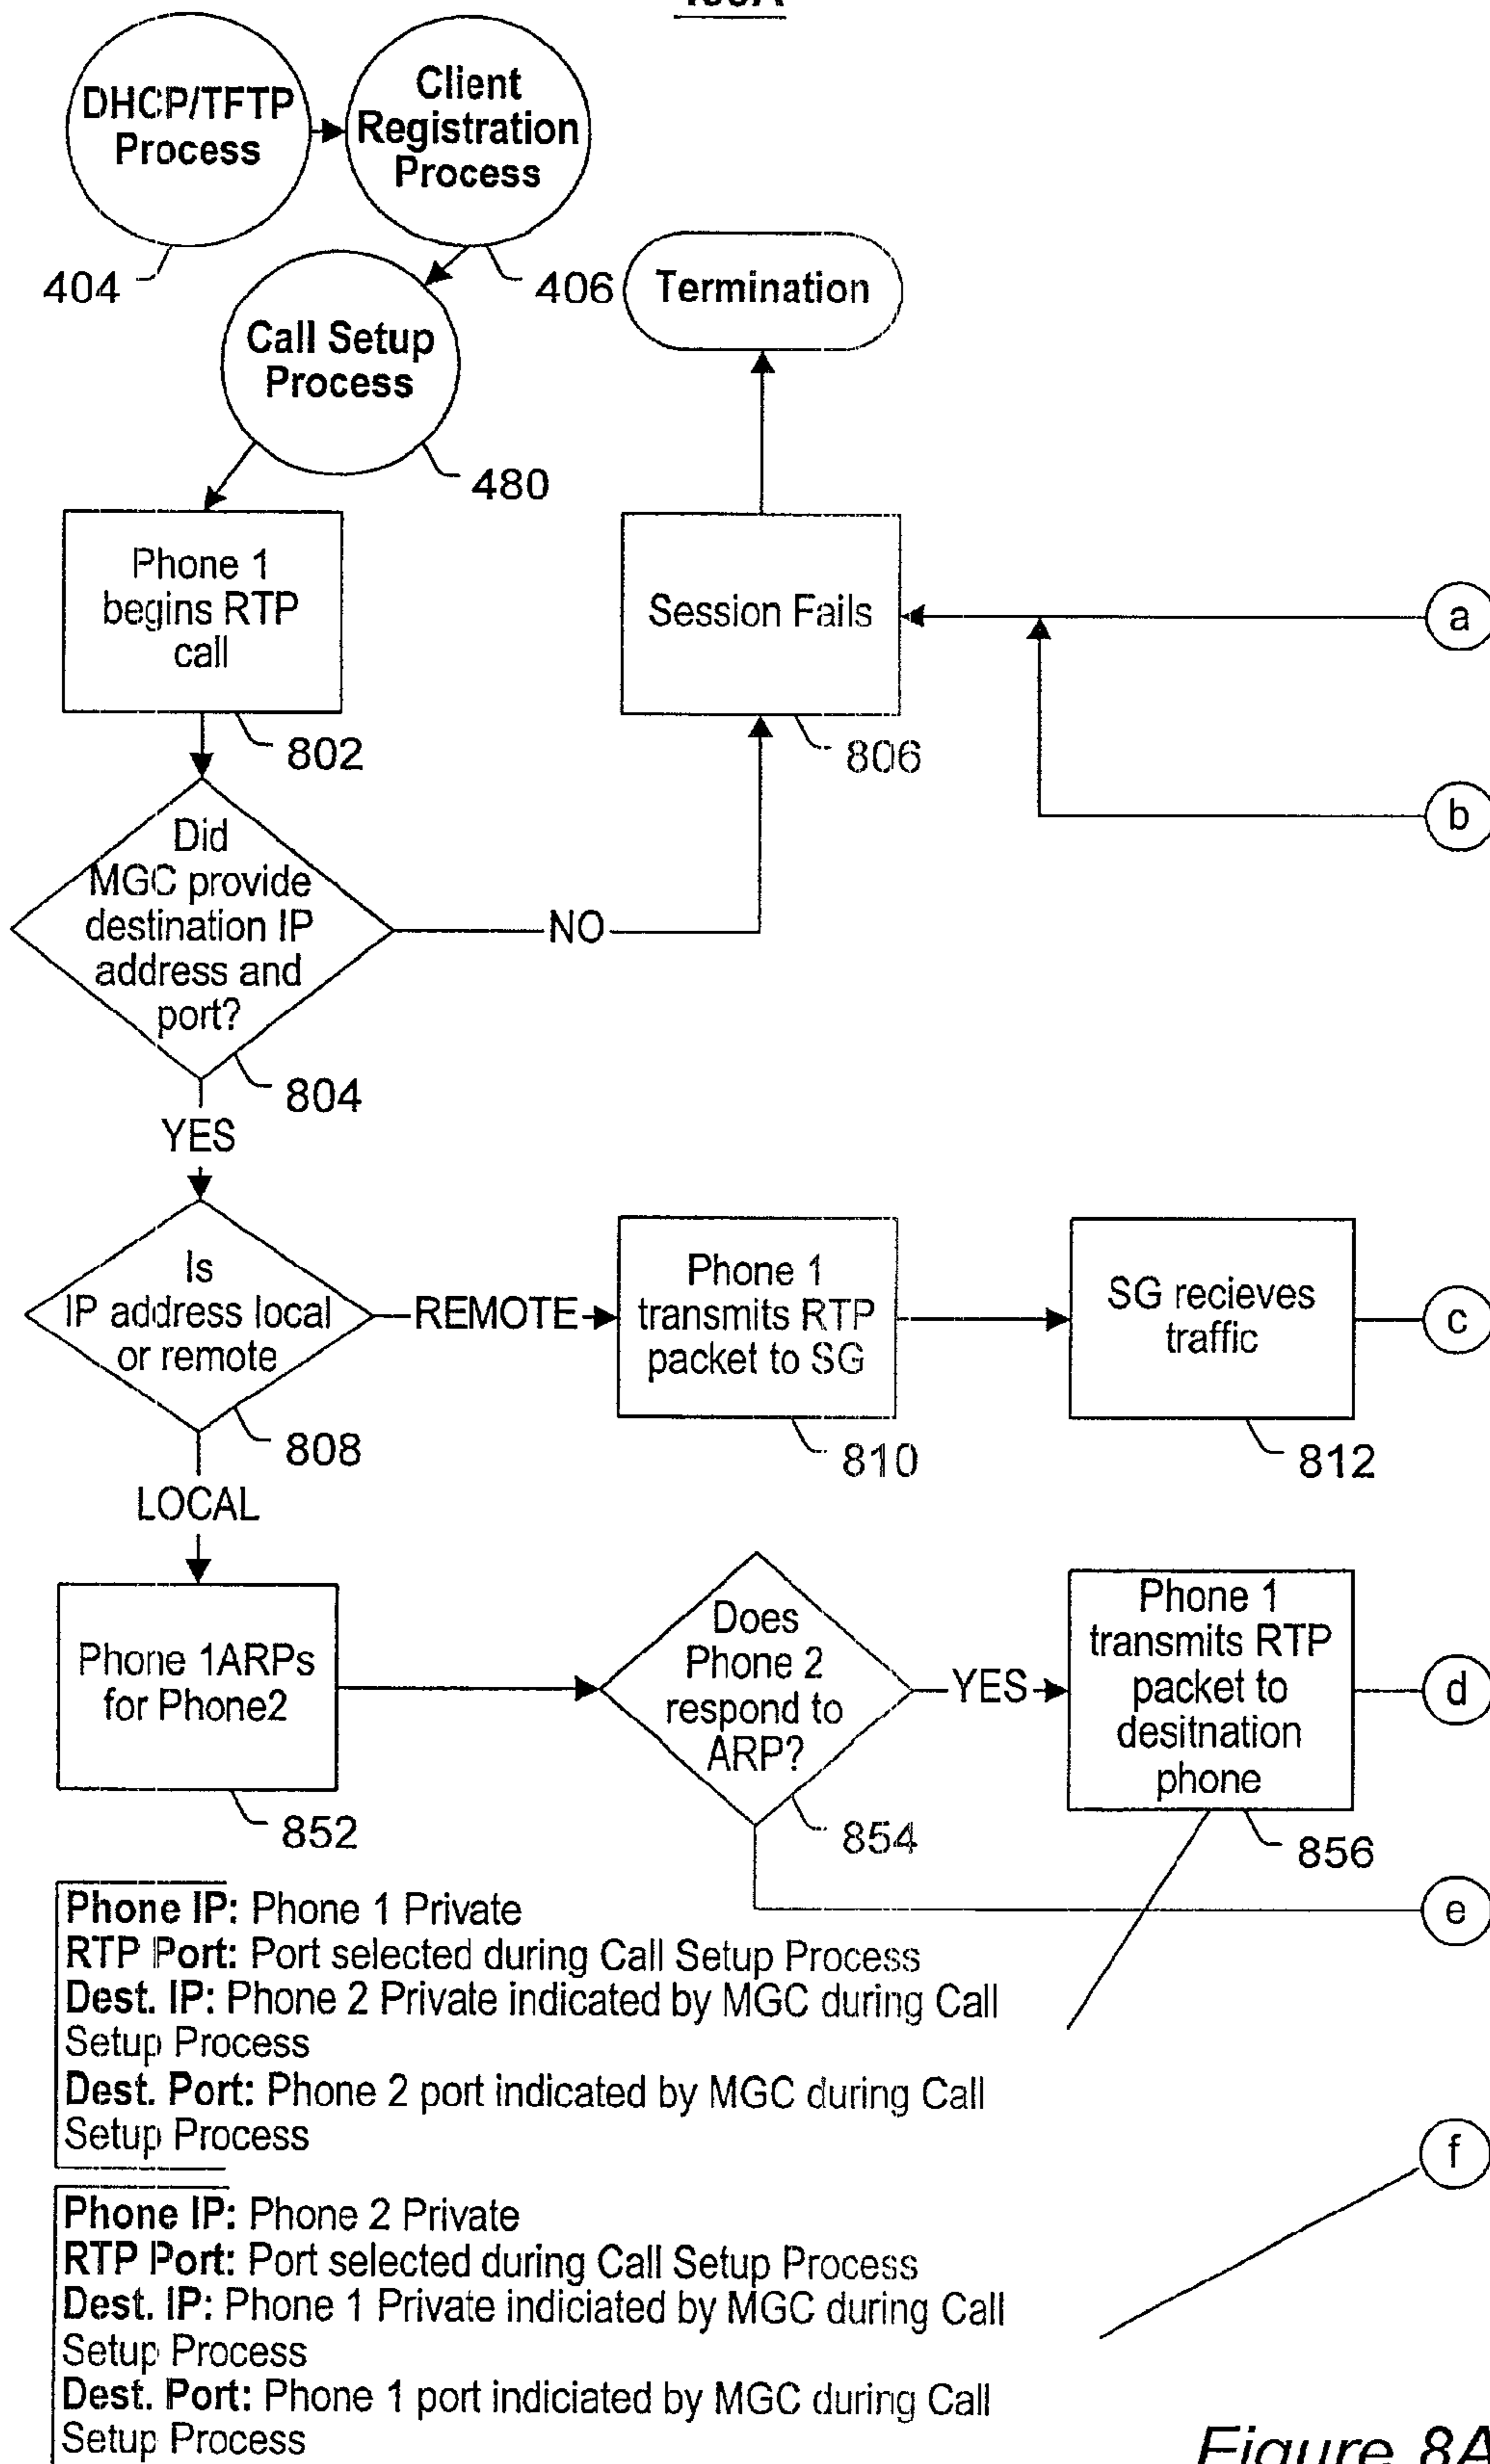 DHCP/TFTP
Process
404
Client
Registration
Process
406
Call Setup
Process
480
Termination
Phone 1
begins RTP
call
802
Session Fails
806
a
b
Did
MGC provide
destination IP
address and
port?
804
NO
YES
Is
IP address local
or remote
808
REMOTE
Phone 1
transmits RTP
packet to SG
810
SG recieves
traffic
812
c
LOCAL
Phone 1ARPs
for Phone2
852
Does
Phone 2
respond to
ARP?
854
YES
Phone 1
transmits RTP
packet to
desitnation
phone
856
d
e
Phone IP: Phone 1 Private
RTP Port: Port selected during Call Setup Process
Dest. IP: Phone 2 Private indicated by MGC during Call
Setup Process
Dest. Port: Phone 2 port indicated by MGC during Call
Setup Process
f
Phone IP: Phone 2 Private
RTP Port: Port selected during Call Setup Process
Dest. IP: Phone 1 Private indiciated by MGC during Call
Setup Process
Dest. Port: Phone 1 port indiciated by MGC during Call
Setup Process
Figure 8A